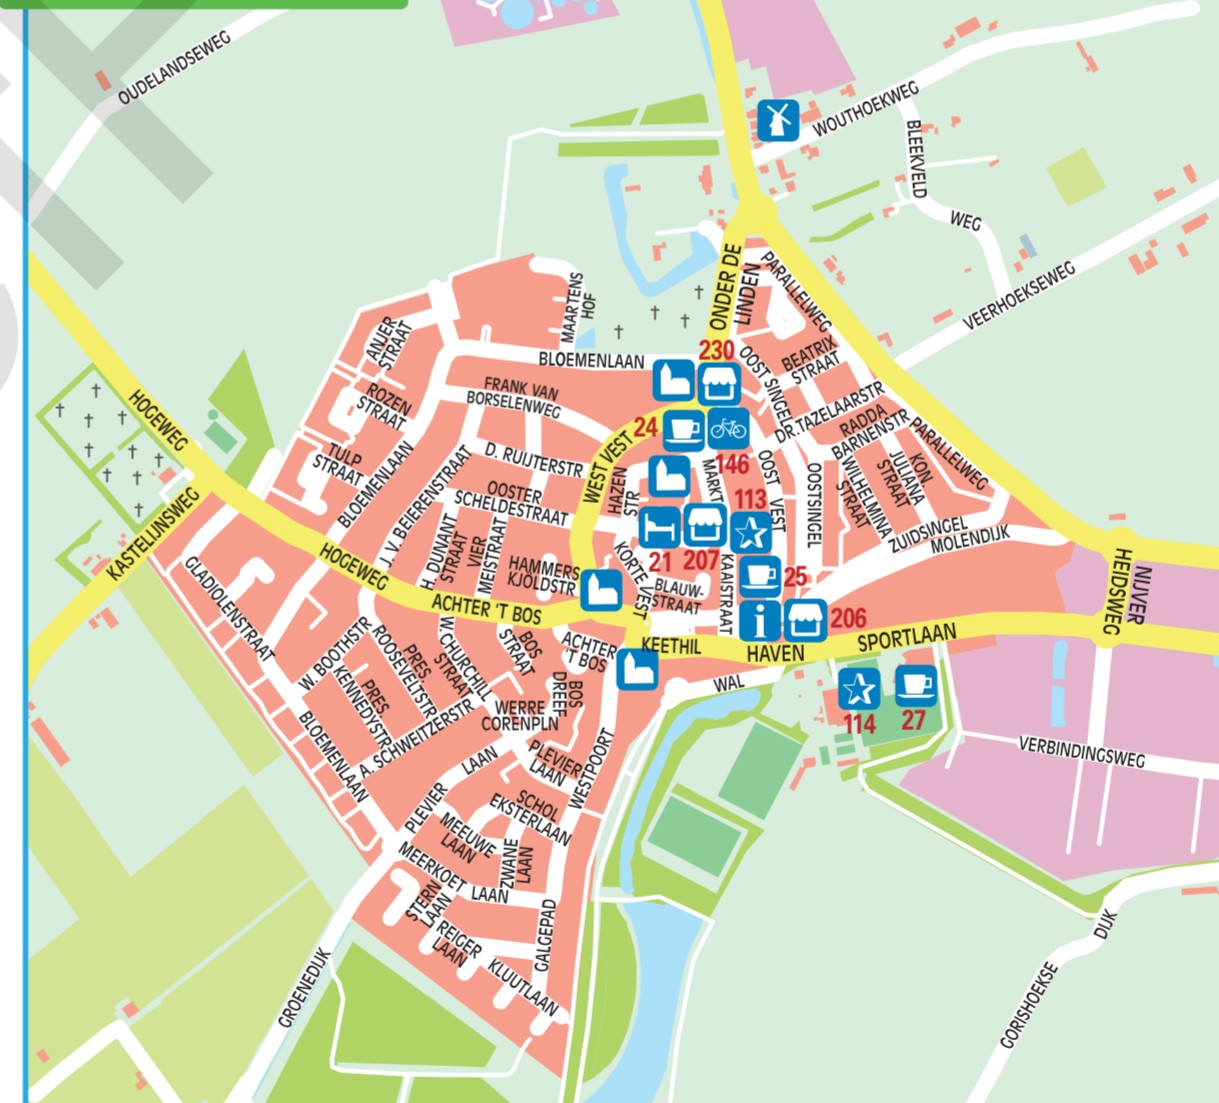 OUDELANDSEWEG
WOUTHOEKWEG
BLEEKVELD
WEG
VEERHOEKSEWEG
PARALLELWEG
ONDER DE
LINDEN
MAARTENS
HOF
ANJER
STRAAT
BLOEMENLAAN
230
OOST SINGEL
BEATRIX
STRAAT
HOGEWEG
ROZEN
STRAAT
FRANK VAN
BORSELENWEG
DR. TAZELAARSTR
RADDA
BARNENSTR
PARALLELWEG
24
146
WEST VEST
TULP
STRAAT
BLOEMENLAAN
J. V. BEIERENSTRAAT
D. RUIJTERSTR
HAZEN
STR
MARKT
OOST VEST
OOSTSINGEL
WILHELMINA
STRAAT
KON.
JULIANA
STRAAT
OOSTER
SCHELDESTRAAT
113
ZUIDSINGEL
MOLENDIJK
KASTELIJNSWEG
HOGEWEG
H. DUNANT
STRAAT
VIER
MEISTRAAT
HAMMERS
KJÖLDSTR
KORTE VEST
21
207
BLAUW-
STRAAT
KAAISTRAAT
25
HEIDSWEG
NIJVER
GLADIOLENSTRAAT
ACHTER 'T BOS
206
KEETHIL
HAVEN
SPORTLAAN
W. BOOTHSTR
PRES.
ROOSEVELTSTR
W. CHURCHILL
STRAAT
BOS
STRAAT
ACHTER
'T BOS
PRES.
KENNEDYSTR
BOS
DREEF
WAL
114
27
BLOEMENLAAN
A. SCHWEITZERSTR
WERRE
CORENPLN
VERBINDINGSWEG
PLEVIER
LAAN
PLEVIER
LAAN
WESTPOORT
SCHOL
EKSTERLAAN
MEEUWE
LAAN
ZWANE
LAAN
MEERKOET
LAAN
STERN
LAAN
REIGER
LAAN
KLUUTLAAN
GALGEPAD
GROENEDIJK
GORISHOEKSE
DIJK